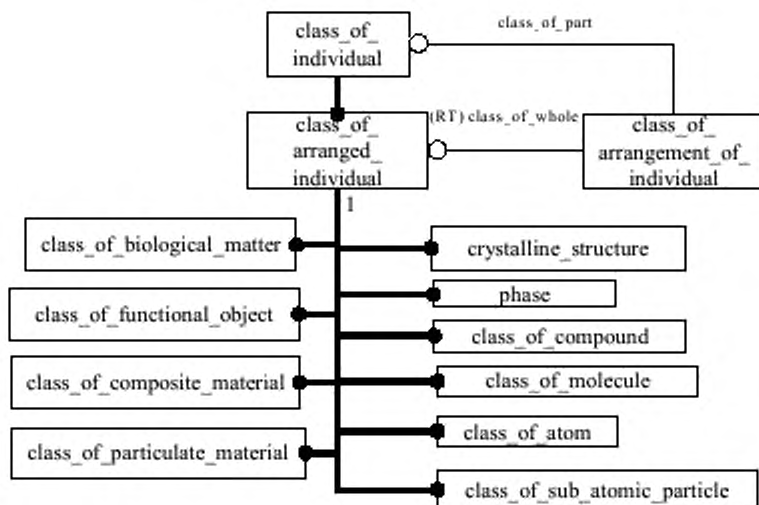 class_of_
individual
class_of_part
class_of_
arranged_
individual
(RT) class_of_whole
class_of_
arrangement_of_
individual
1
class_of_biological_matter
crystalline_structure
phase
class_of_functional_object
class_of_compound
class_of_composite_material
class_of_molecule
class_of_atom
class_of_particulate_material
class_of_sub_atomic_particle